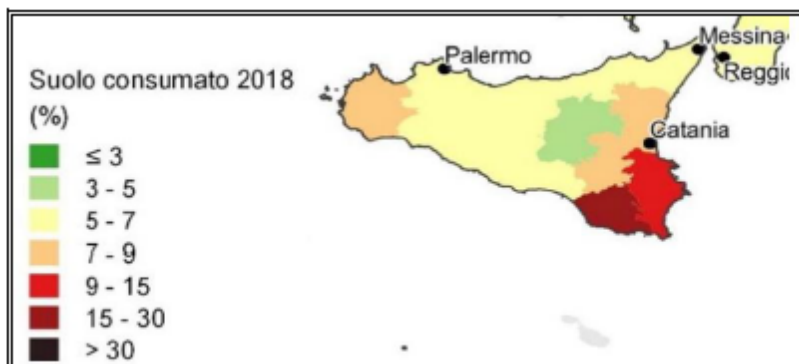 Messina
Palermo
Reggio
Suolo consumato 2018
(%)
Catania
≤ 3
3 - 5
5 - 7
7 - 9
9 - 15
15 - 30
> 30